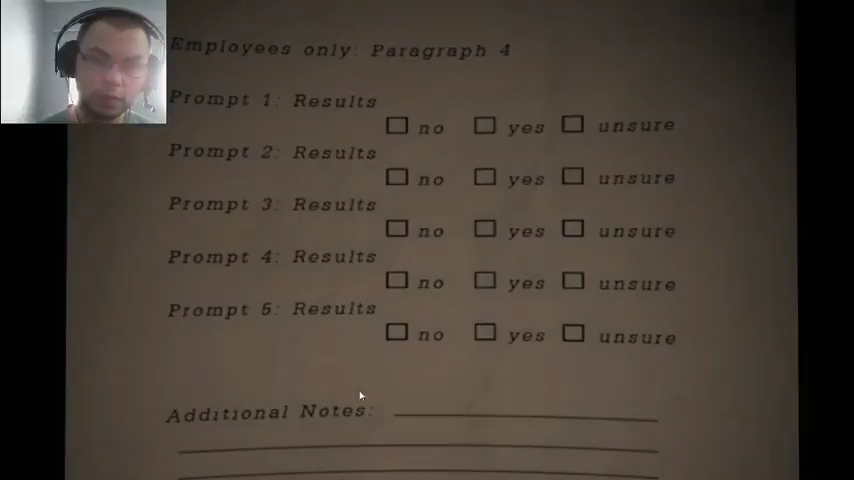 Employees only: Paragraph 4
Prompt 1: Results
no yes unsure
Prompt 2: Results
no yes unsure
Prompt 3: Results
no yes unsure
Prompt 4: Results
no yes unsure
Prompt 5: Results
no yes unsure
Additional Notes: